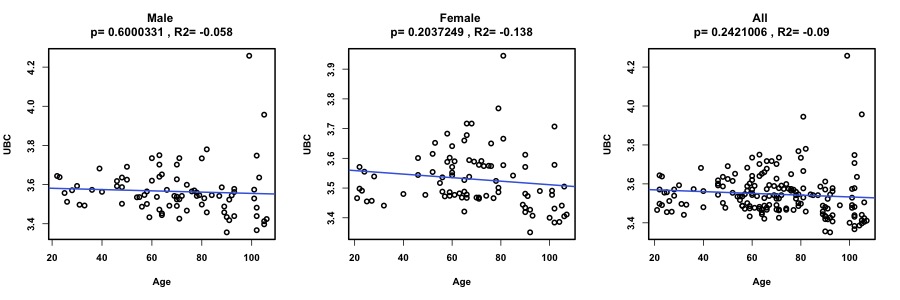 Male
p= 0.6000331 , R2= -0.058
4.2
4.0
3.8
3.6
3.4
UBC
20 40 60 80 100
Age
Female
p= 0.2037249 , R2= -0.138
3.9
3.8
3.7
3.6
3.5
3.4
UBC
20 40 60 80 100
Age
All
p= 0.2421006 , R2= -0.09
4.2
4.0
3.8
3.6
3.4
UBC
20 40 60 80 100
Age